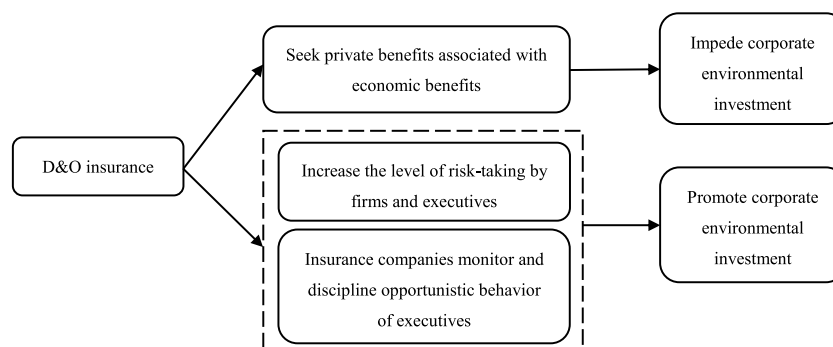 D&O insurance
Seek private benefits associated with
economic benefits
Impede corporate
environmental
investment
Increase the level of risk-taking by
firms and executives
Insurance companies monitor and
discipline opportunistic behavior
of executives
Promote corporate
environmental
investment